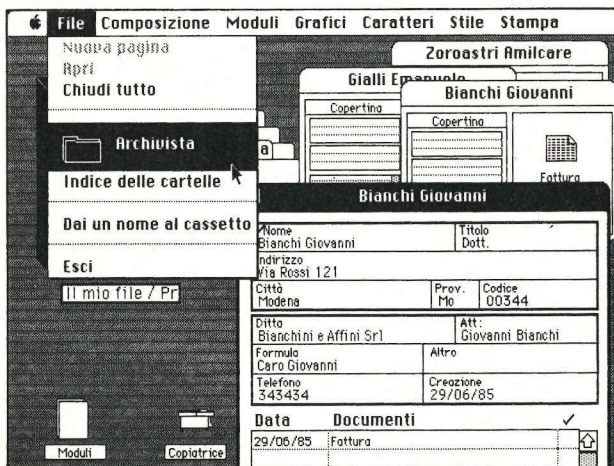 File Composizione Moduli Grafici Caratteri Stile Stampa
Nuova pagina
Apri
Chiudi tutto
Archivista
Indice delle cartelle
Dai un nome al cassetto
Esci
Il mio file / Pr
a
Zoroastri Amilcare
Gialli Emanuele
Copertina
Bianchi Giovanni
Copertina
Fattura
Bianchi Giovanni
Nome
Bianchi Giovanni
Titolo
Dott.
ndirizzo
Via Rossi 121
Città
Modena
Prov.
Mo
Codice
00344
Ditta
Bianchini e Affini Srl
Att:
Giovanni Bianchi
Formula
Caro Giovanni
Altro
Telefono
343434
Creazione
29/06/85
Data Documenti ✓
29/06/85 Fattura
Moduli
Copiatrice